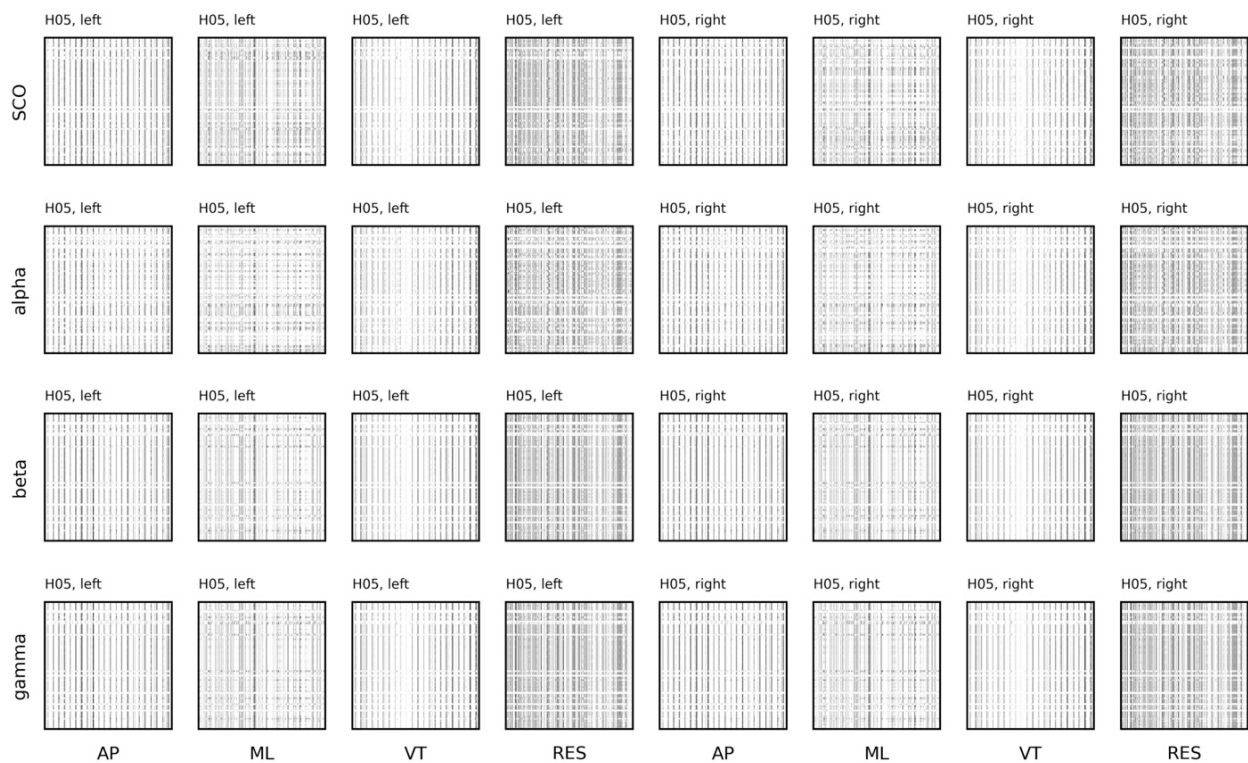 H05, left H05, left H05, left H05, left H05, right H05, right H05, right H05, right
SCO
H05, left H05, left H05, left H05, left H05, right H05, right H05, right H05, right
alpha
H05, left H05, left H05, left H05, left H05, right H05, right H05, right H05, right
beta
H05, left H05, left H05, left H05, left H05, right H05, right H05, right H05, right
gamma
AP ML VT RES AP ML VT RES